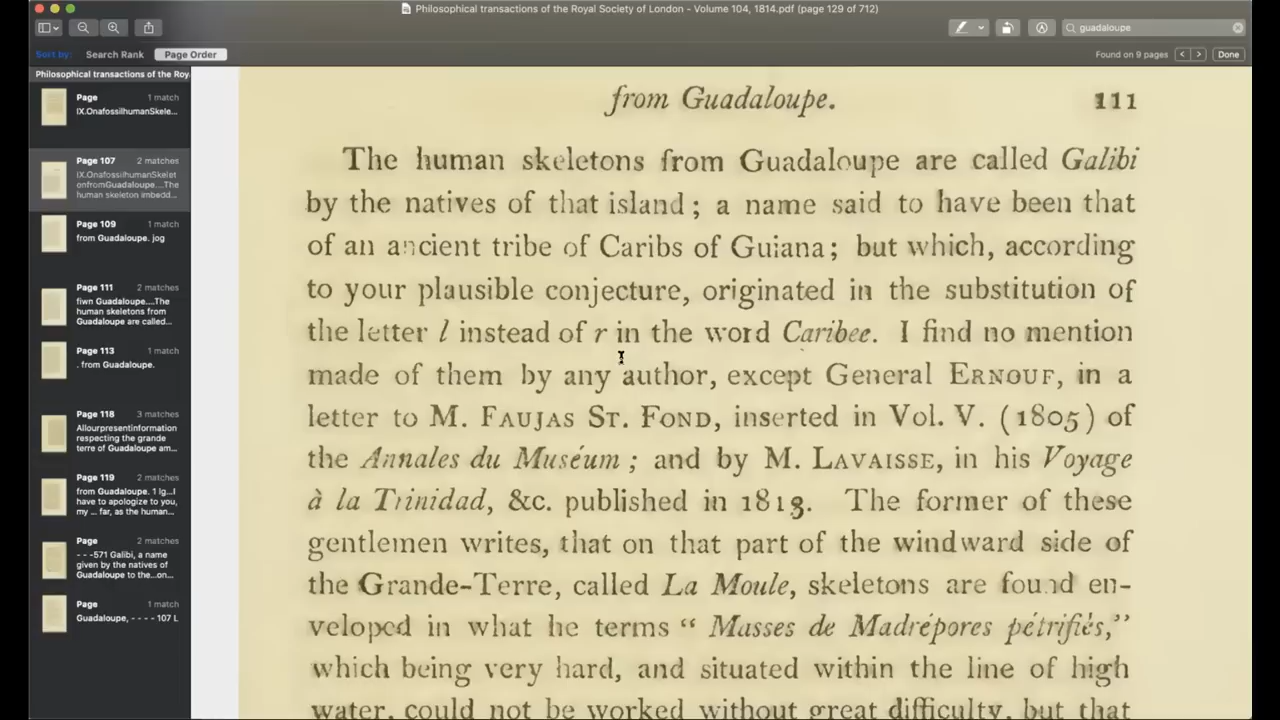 Philosophical transactions of the Royal Society of London - Volume 104, 1814.pdf (page 129 of 712)
guadaloupe
Sort by:
Search Rank
Page Order
Found on 9 pages
Done
Philosophical transactions of the Roy
Page
1 match
IX.OnafossilhumanSkele...
Page 107
2 matches
IX.OnafossilhumanSkelet
onfromGuadaloupe....The
human skeleton imbedd...
Page 109
1 match
from Guadaloupe. jog
Page 111
2 matches
fiwn Guadaloupe....The
human skeletons from
Guadaloupe are called...
Page 113
1 match
. from Guadaloupe.
Page 118
3 matches
Allourpresentinformation
respecting the grande
terre of Guadaloupe am...
Page 119
2 matches
from Guadaloupe. 1 Ig...I
have to apologize to you,
my ... far, as the human...
Page
2 matches
- - -571 Galibi, a name
given by the natives of
Guadaloupe to the...on...
Page
1 match
Guadaloupe, - - - - 107 L
from Guadaloupe.
111
The human skeletons from Guadaloupe are called Galibi
by the natives of that island; a name said to have been that
of an ancient tribe of Caribs of Guiana; but which, according
to your plausible conjecture, originated in the substitution of
the letter l instead of r in the word Caribee. I find no mention
made of them by any author, except General ERNOUF, in a
letter to M. FAUJAS ST. FOND, inserted in Vol. V. (1805) of
the Annales du Muséum; and by M. LAVAISSE, in his Voyage
à la Trinidad, &c. published in 1813. The former of these
gentlemen writes, that on that part of the windward side of
the Grande-Terre, called La Moule, skeletons are found en-
veloped in what he terms “ Masses de Madrépores pétrifiés,”
which being very hard, and situated within the line of high
water, could not be worked without great difficulty, but that